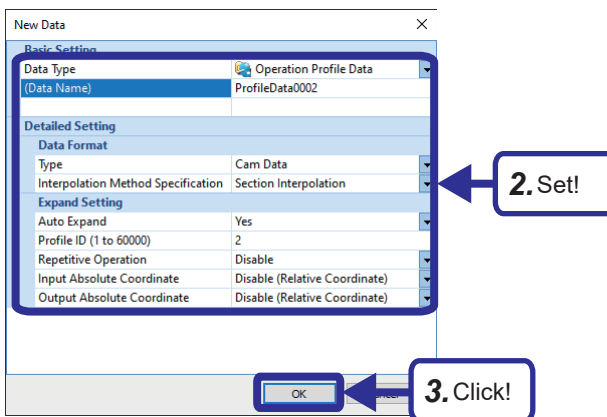 New Data
Basic Setting
Data Type Operation Profile Data
(Data Name) ProfileData0002
Detailed Setting
Data Format
Type Cam Data
Interpolation Method Specification Section Interpolation
2. Set!
Expand Setting
Auto Expand Yes
Profile ID (1 to 60000) 2
Repetitive Operation Disable
Input Absolute Coordinate Disable (Relative Coordinate)
Output Absolute Coordinate Disable (Relative Coordinate)
OK
3. Click!